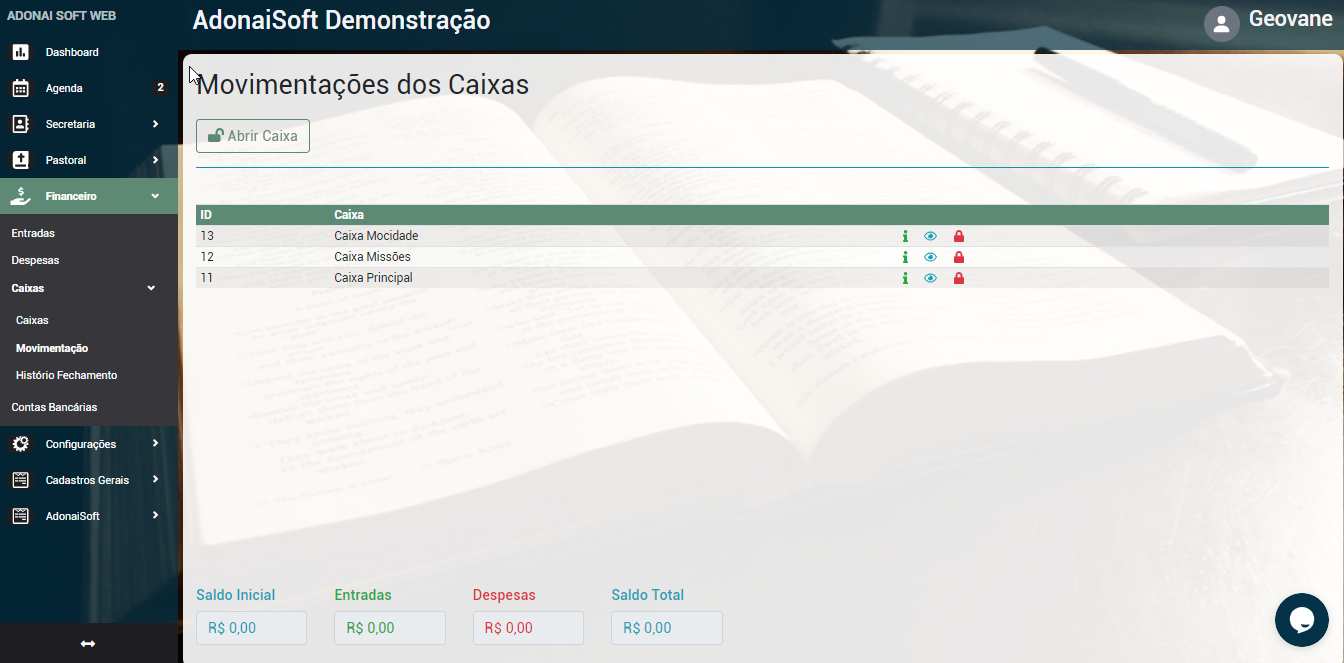 ADONAI SOFT WEB
AdonaiSoft Demonstração
Geovane
Dashboard
Agenda 2
Secretaria
Pastoral
Financeiro
Entradas
Despesas
Caixas
Caixas
Movimentação
Histório Fechamento
Contas Bancárias
Configurações
Cadastros Gerais
AdonaiSoft
Movimentações dos Caixas
Abrir Caixa
ID Caixa
13 Caixa Mocidade
12 Caixa Missões
11 Caixa Principal
Saldo Inicial Entradas Despesas Saldo Total
R$ 0,00 R$ 0,00 R$ 0,00 R$ 0,00